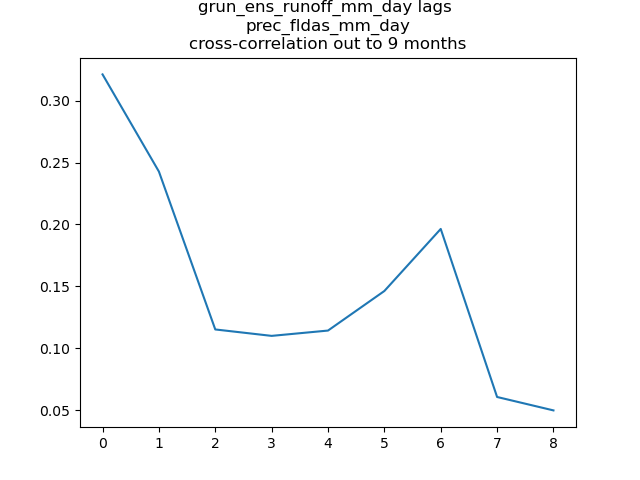 grun_ens_runoff_mm_day lags
prec_fldas_mm_day
cross-correlation out to 9 months
0.30
0.25
0.20
0.15
0.10
0.05
0 1 2 3 4 5 6 7 8